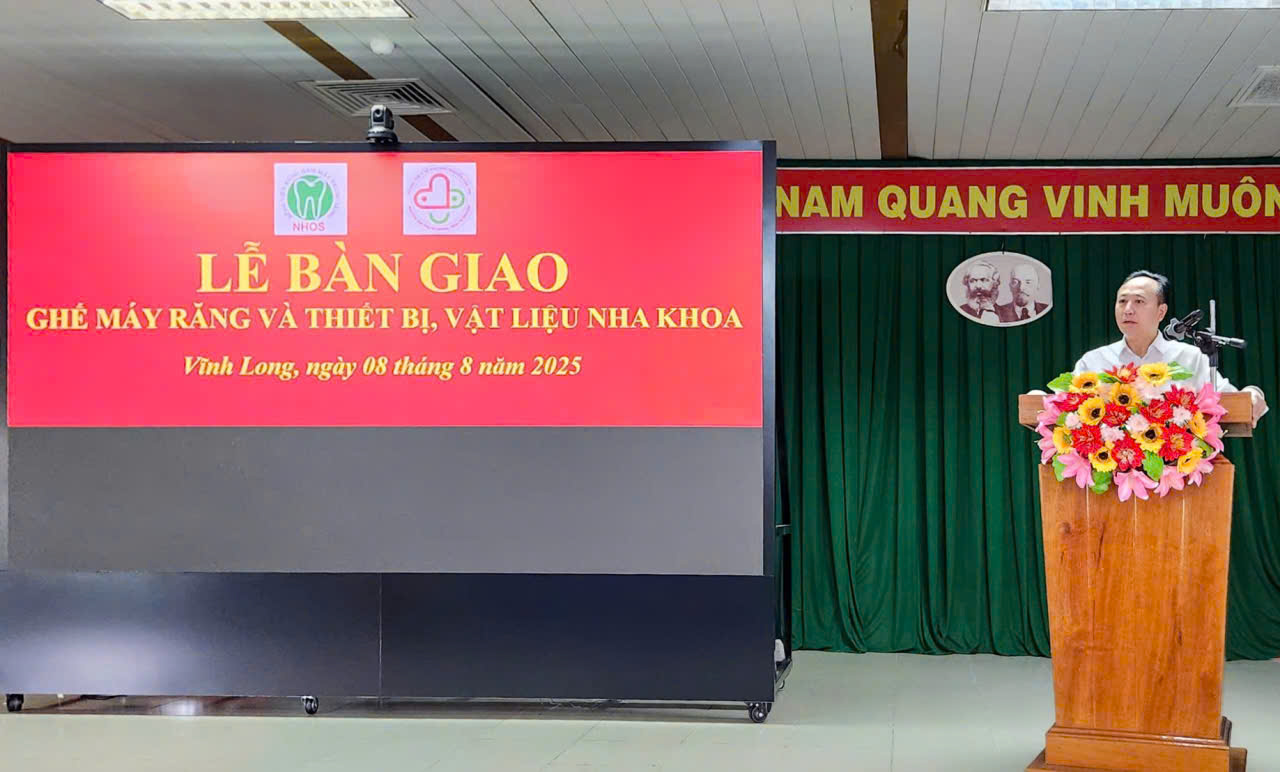 NHOS
LỄ BÀN GIAO
GHẾ MÁY RĂNG VÀ THIẾT BỊ, VẬT LIỆU NHA KHOA
Vĩnh Long, ngày 08 tháng 8 năm 2025
NAM QUANG VINH MUÔN